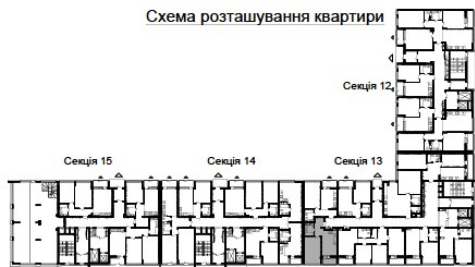 Схема розташування квартири
Секція 12
Секція 15
Секція 14
Секція 13